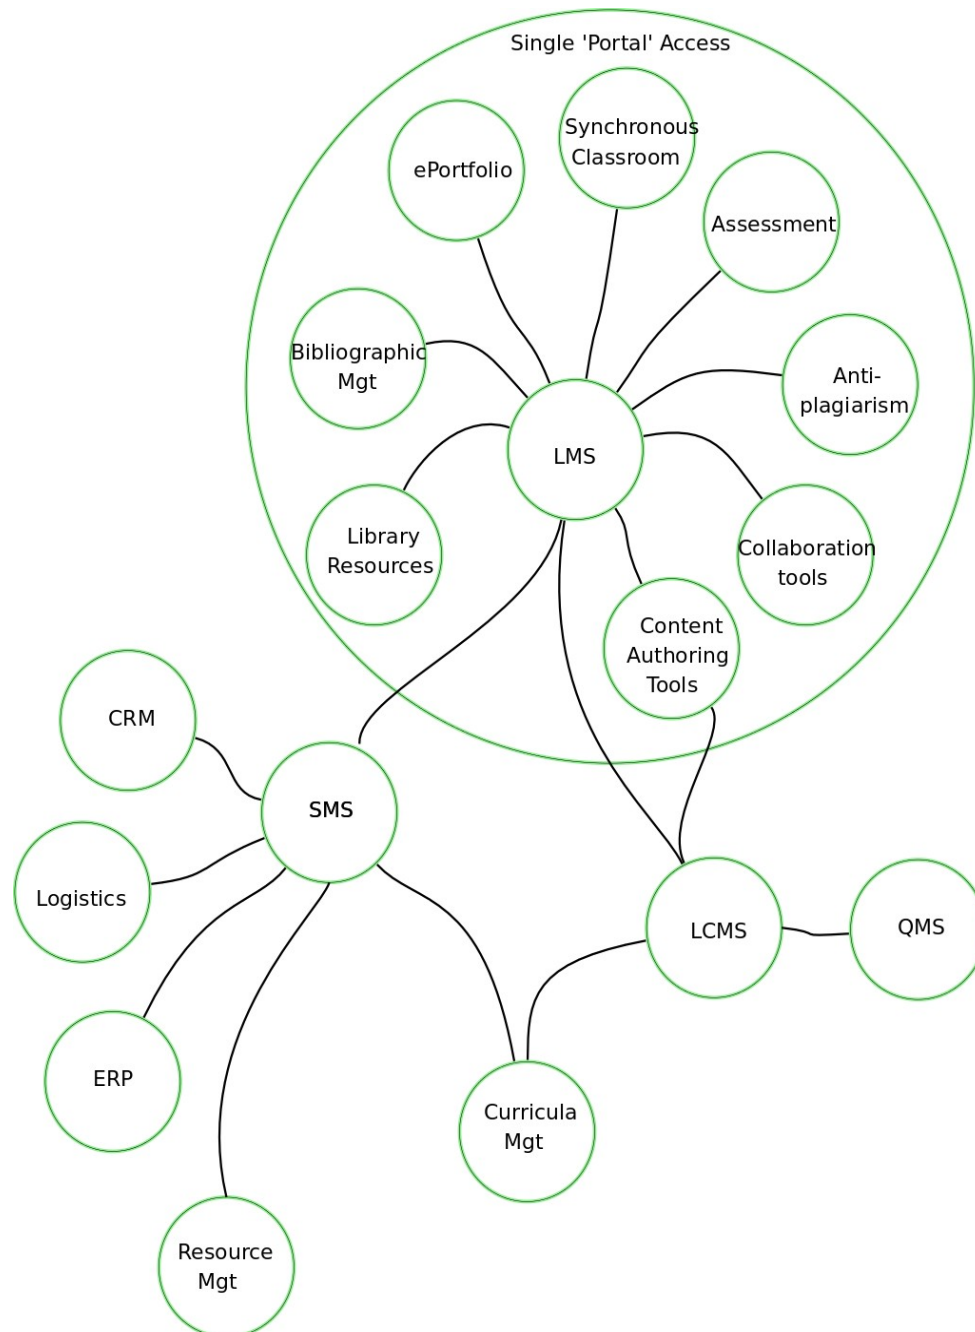 Single 'Portal' Access
Synchronous
Classroom
ePortfolio
Assessment
Bibliographic
Mgt
Anti-
plagiarism
LMS
Library
Resources
Collaboration
tools
Content
Authoring
Tools
CRM
SMS
Logistics
LCMS
QMS
ERP
Curricula
Mgt
Resource
Mgt